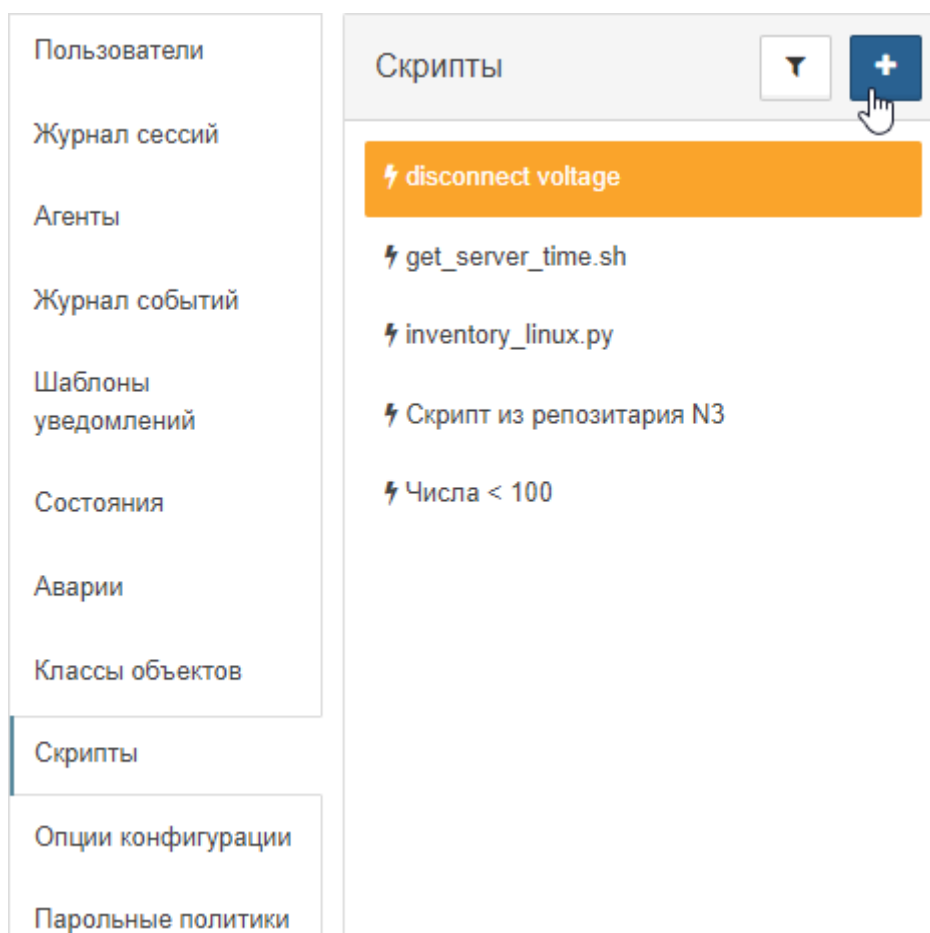 Пользователи
Журнал сессий
Агенты
Журнал событий
Шаблоны
уведомлений
Состояния
Аварии
Классы объектов
Скрипты
Опции конфигурации
Парольные политики
Скрипты
disconnect voltage
get_server_time.sh
inventory_linux.py
Скрипт из репозитария N3
Числа < 100